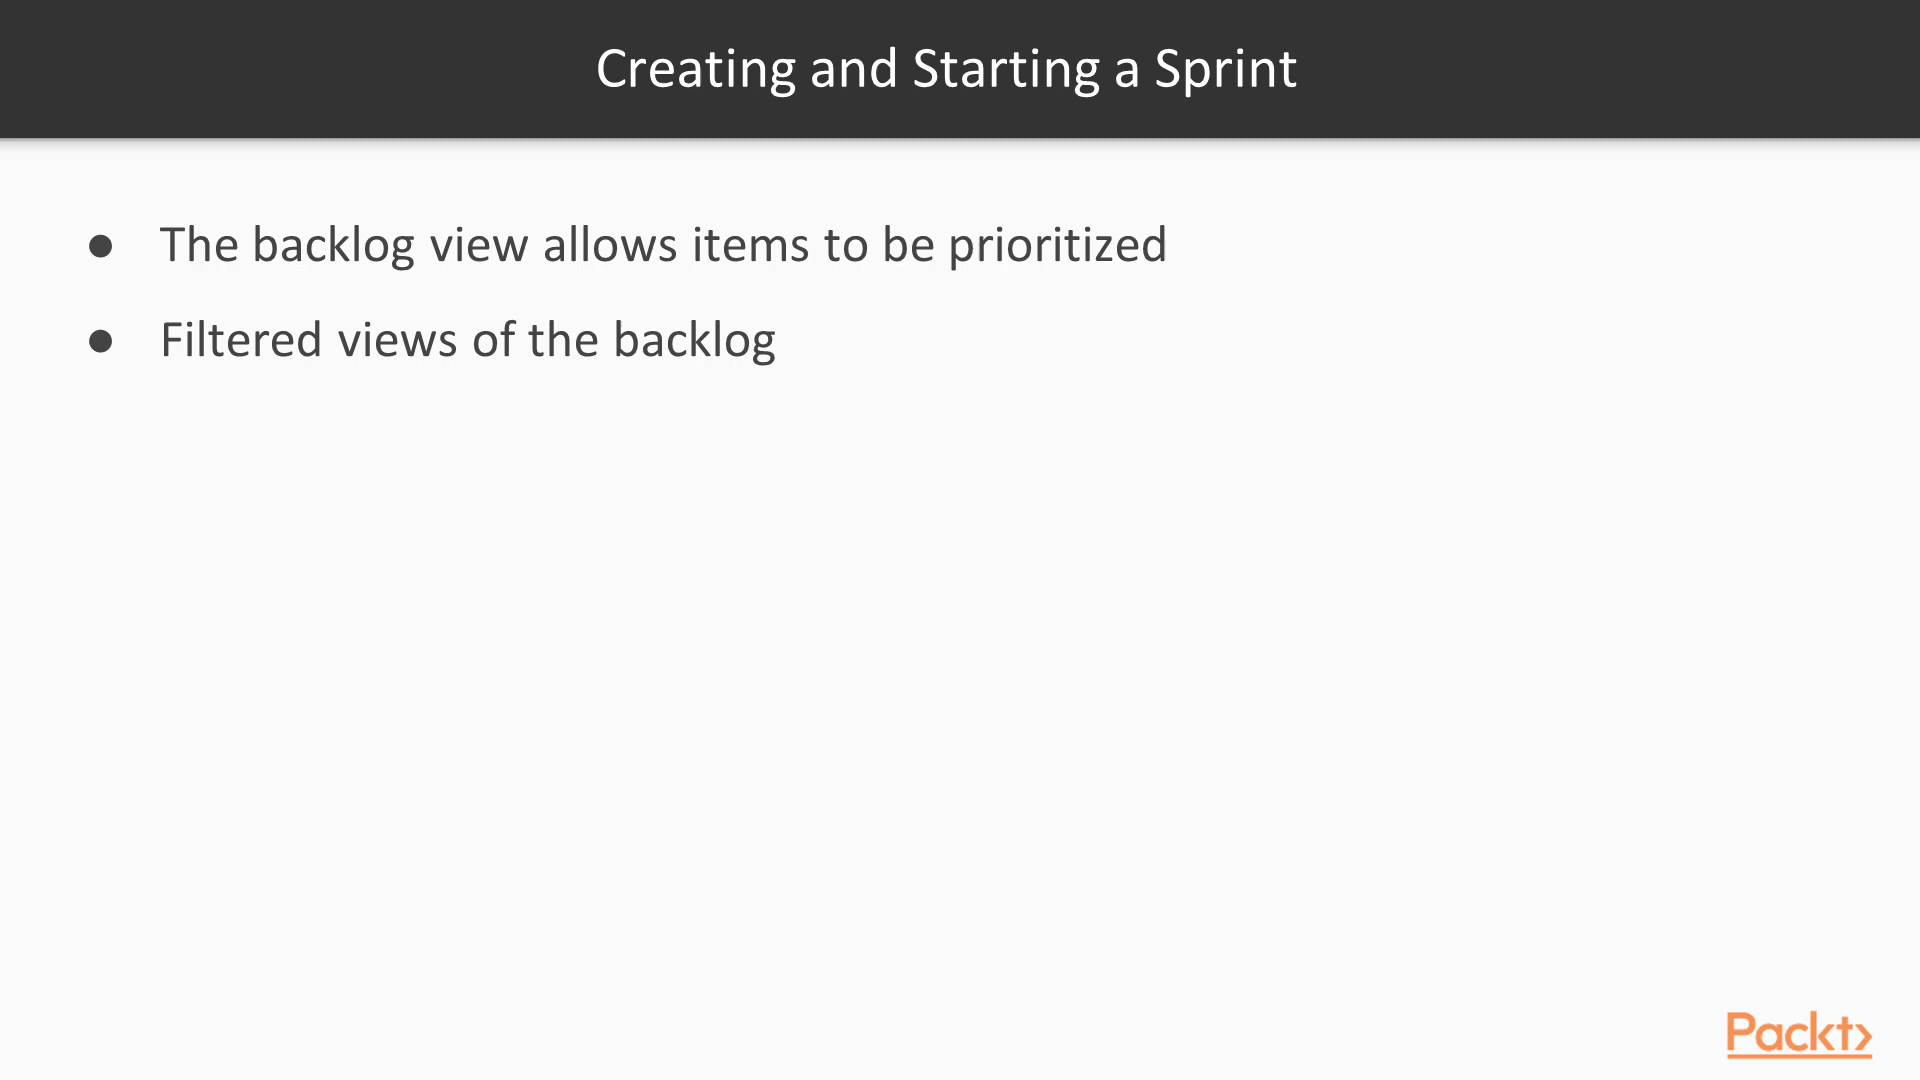 Creating and Starting a Sprint
● The backlog view allows items to be prioritized
● Filtered views of the backlog
Packt>